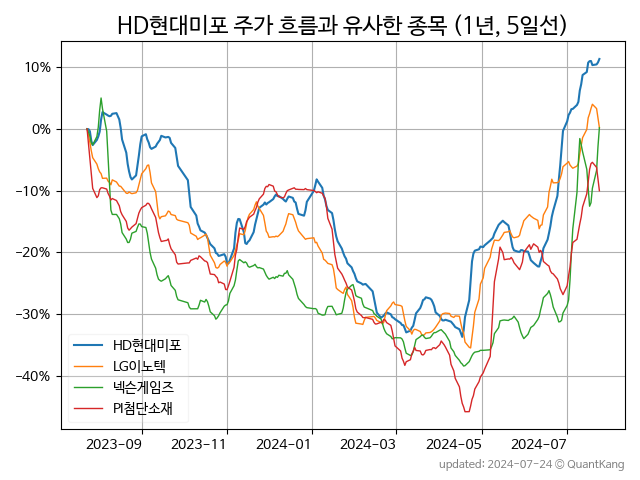 HD현대미포 주가 흐름과 유사한 종목 (1년, 5일선)
10%
0%
−10%
−20%
−30%
−40%
HD현대미포
LG이노텍
넥슨게임즈
PI첨단소재
2023-09 2023-11 2024-01 2024-03 2024-05 2024-07
updated: 2024-07-24 © QuantKang